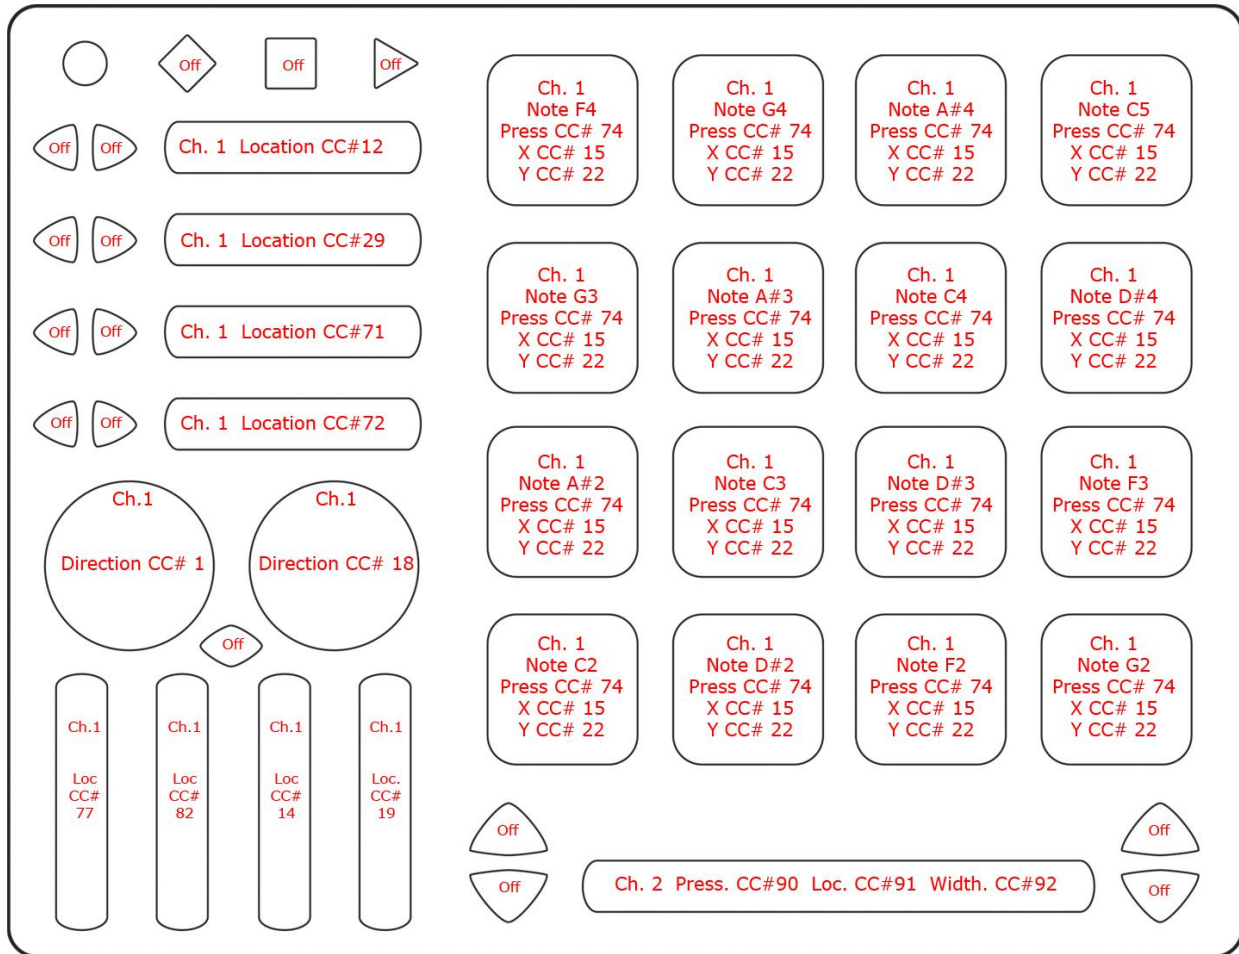 Off
Off
Off
Off
Off
Ch. 1 Location CC#12
Off
Off
Ch. 1 Location CC#29
Off
Off
Ch. 1 Location CC#71
Off
Off
Ch. 1 Location CC#72
Ch.1
Direction CC# 1
Ch.1
Direction CC# 18
Off
Ch.1
Loc
CC#
77
Ch.1
Loc
CC#
82
Ch.1
Loc
CC#
14
Ch.1
Loc.
CC#
19
Ch. 1
Note F4
Press CC# 74
X CC# 15
Y CC# 22
Ch. 1
Note G4
Press CC# 74
X CC# 15
Y CC# 22
Ch. 1
Note A#4
Press CC# 74
X CC# 15
Y CC# 22
Ch. 1
Note C5
Press CC# 74
X CC# 15
Y CC# 22
Ch. 1
Note G3
Press CC# 74
X CC# 15
Y CC# 22
Ch. 1
Note A#3
Press CC# 74
X CC# 15
Y CC# 22
Ch. 1
Note C4
Press CC# 74
X CC# 15
Y CC# 22
Ch. 1
Note D#4
Press CC# 74
X CC# 15
Y CC# 22
Ch. 1
Note A#2
Press CC# 74
X CC# 15
Y CC# 22
Ch. 1
Note C3
Press CC# 74
X CC# 15
Y CC# 22
Ch. 1
Note D#3
Press CC# 74
X CC# 15
Y CC# 22
Ch. 1
Note F3
Press CC# 74
X CC# 15
Y CC# 22
Ch. 1
Note C2
Press CC# 74
X CC# 15
Y CC# 22
Ch. 1
Note D#2
Press CC# 74
X CC# 15
Y CC# 22
Ch. 1
Note F2
Press CC# 74
X CC# 15
Y CC# 22
Ch. 1
Note G2
Press CC# 74
X CC# 15
Y CC# 22
Off
Off
Ch. 2 Press. CC#90 Loc. CC#91 Width. CC#92
Off
Off